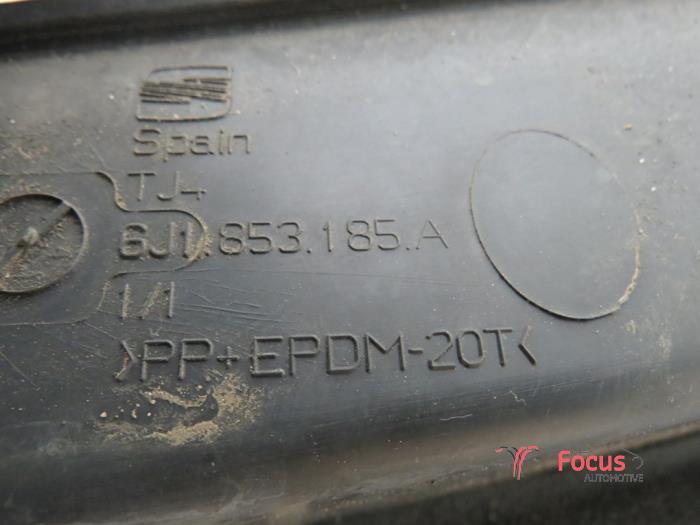 Spain
TJ4
6J1.853.185.A
1/1
>PP+EPDM-20T<
Focus
AUTOMOTIVE